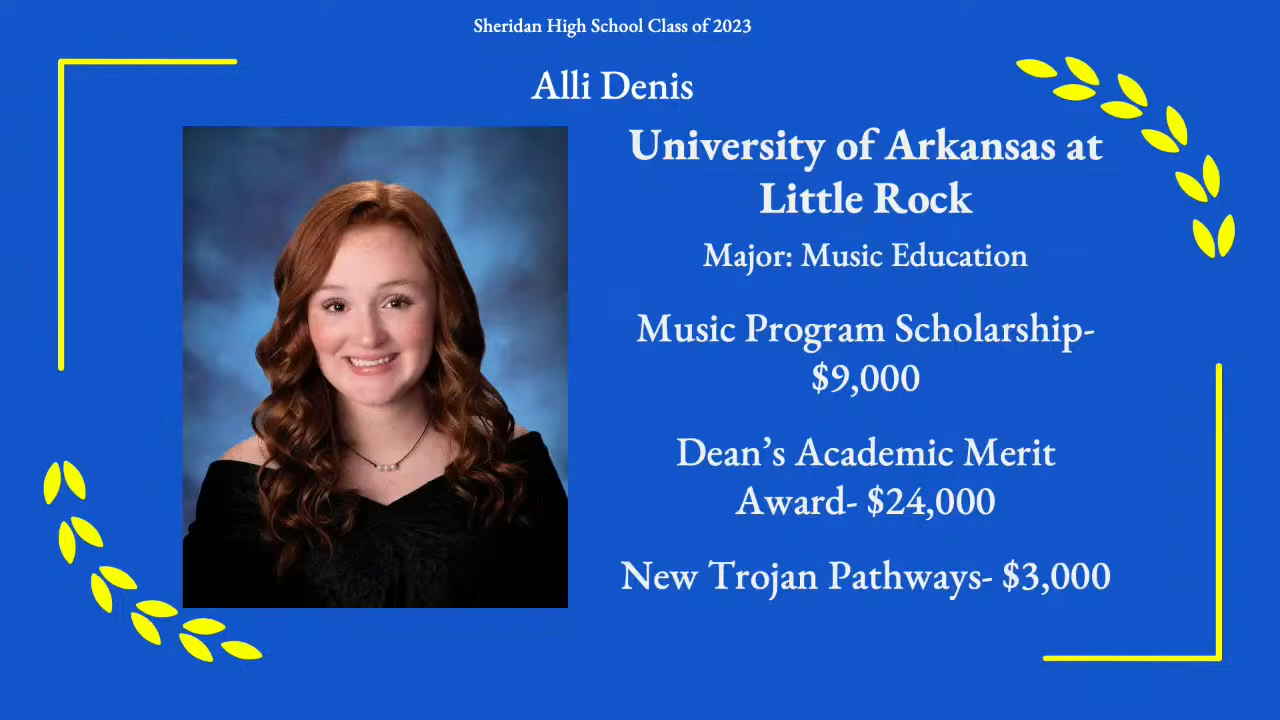 Sheridan High School Class of 2023
Alli Denis
University of Arkansas at
Little Rock
Major: Music Education
Music Program Scholarship-
$9,000
Dean’s Academic Merit
Award- $24,000
New Trojan Pathways- $3,000